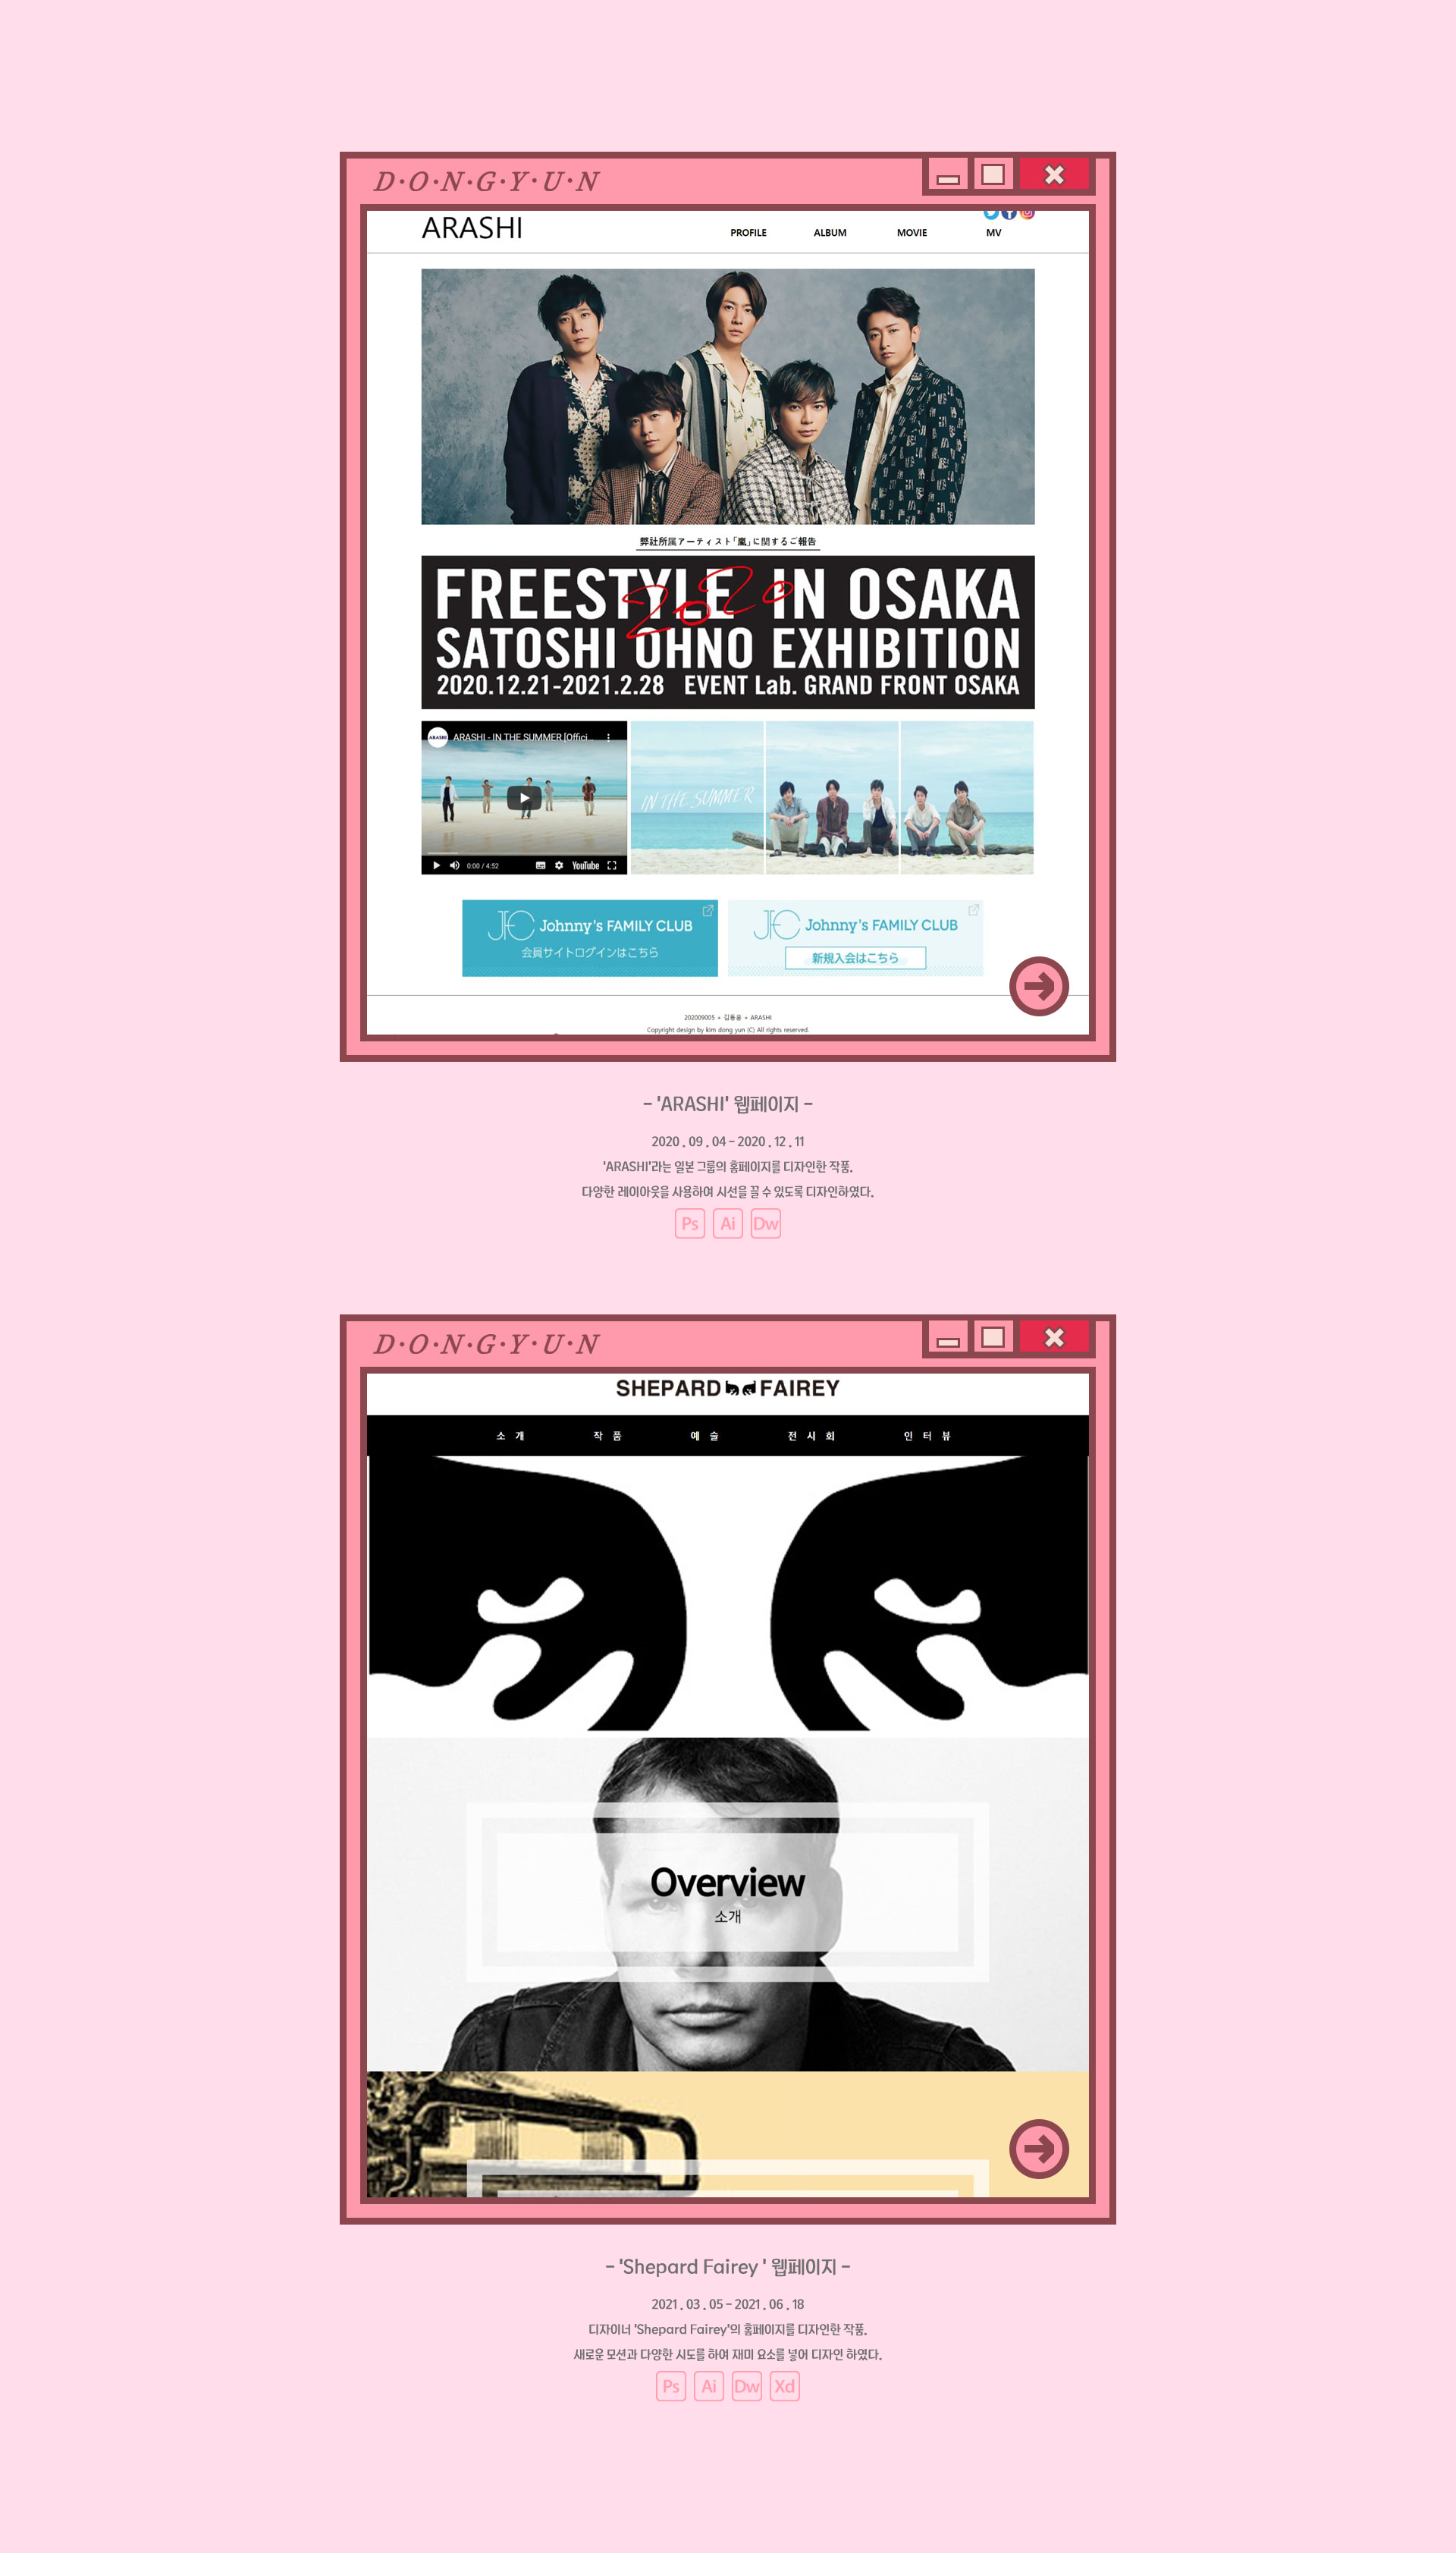 D·O·N·G·Y·U·N
ARASHI
PROFILE ALBUM MOVIE MV
弊社所属アーティスト「嵐」に関するご報告
FREESTYLE 2020 IN OSAKA
SATOSHI OHNO EXHIBITION
2020.12.21-2021.2.28 EVENT Lab. GRAND FRONT OSAKA
ARASHI - IN THE SUMMER [Offici...
IN THE SUMMER
0:00 / 4:52 YouTube
Johnny's FAMILY CLUB
会員サイトログインはこちら
Johnny's FAMILY CLUB
新規入会はこちら
202009005 + 김동윤 + ARASHI
Copyright design by kim dong yun (C) All rights reserved.
- 'ARASHI' 웹페이지 -
2020 . 09 . 04 - 2020 . 12 . 11
'ARASHI'라는 일본 그룹의 홈페이지를 디자인한 작품.
다양한 레이아웃을 사용하여 시선을 끌 수 있도록 디자인하였다.
Ps Ai Dw
D·O·N·G·Y·U·N
SHEPARD FAIREY
소 개 작 품 예 술 전 시 회 인 터 뷰
Overview
소개
- 'Shepard Fairey ' 웹페이지 -
2021 . 03 . 05 - 2021 . 06 . 18
디자이너 'Shepard Fairey'의 홈페이지를 디자인한 작품.
새로운 모션과 다양한 시도를 하여 재미 요소를 넣어 디자인 하였다.
Ps Ai Dw Xd